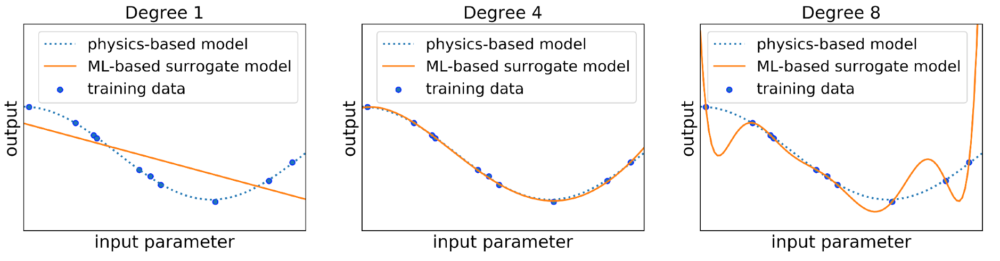 Degree 1
physics-based model
ML-based surrogate model
training data
output
input parameter
Degree 4
physics-based model
ML-based surrogate model
training data
output
input parameter
Degree 8
physics-based model
ML-based surrogate model
training data
output
input parameter